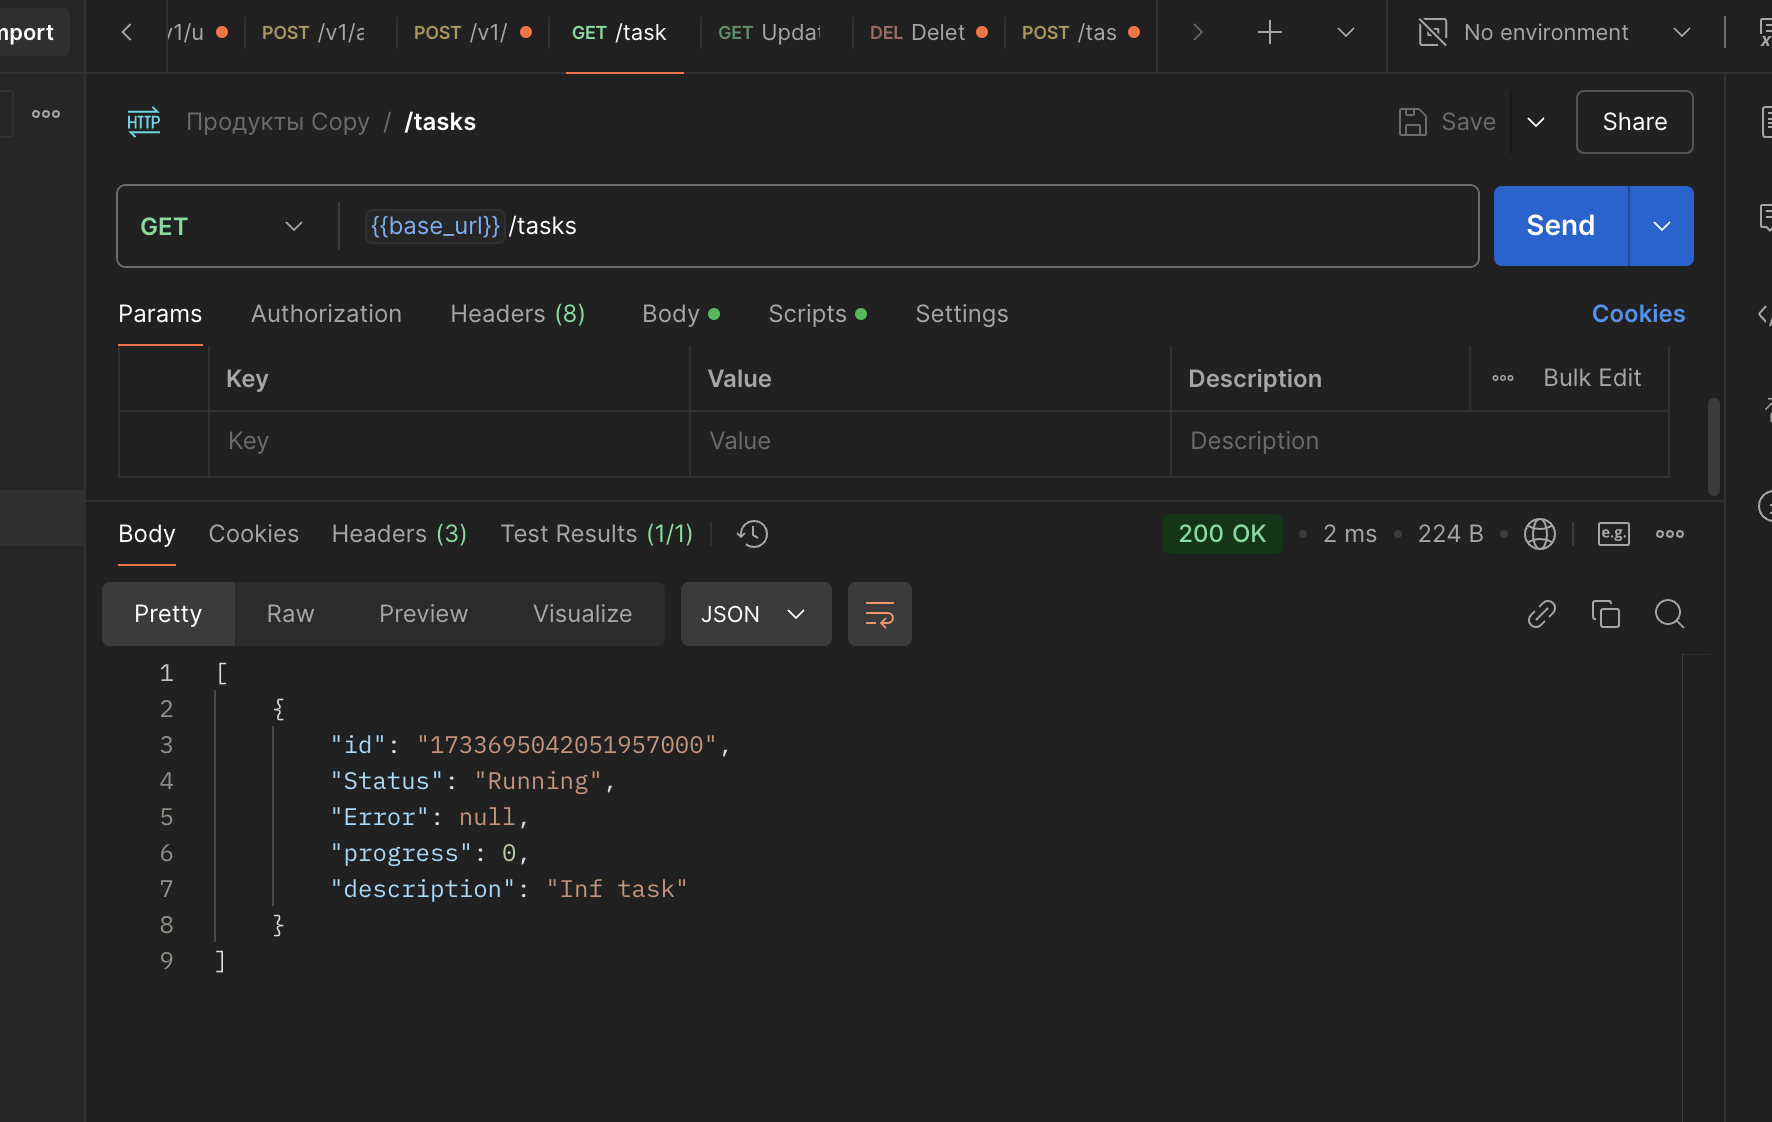 mport
v1/u POST /v1/a POST /v1/ GET /task GET Updat DEL Delet POST /tas No environment
HTTP Продукты Copy / /tasks Save Share
GET {{base_url}}/tasks Send
Params Authorization Headers (8) Body Scripts Settings Cookies
Key Value Description Bulk Edit
Key Value Description
Body Cookies Headers (3) Test Results (1/1) 200 OK • 2 ms • 224 B • e.g.
Pretty Raw Preview Visualize JSON
1 [
2 {
3 "id": "1733695042051957000",
4 "Status": "Running",
5 "Error": null,
6 "progress": 0,
7 "description": "Inf task"
8 }
9 ]